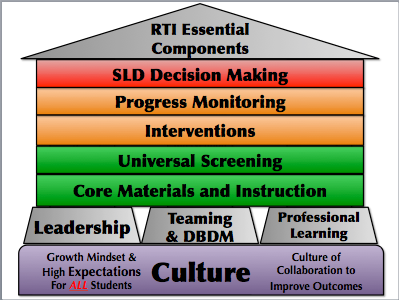 RTI Essential
Components
SLD Decision Making
Progress Monitoring
Interventions
Universal Screening
Core Materials and Instruction
Leadership
Teaming
& DBDM
Professional
Learning
Growth Mindset &
High Expectations
For ALL Students
Culture
Culture of
Collaboration to
Improve Outcomes